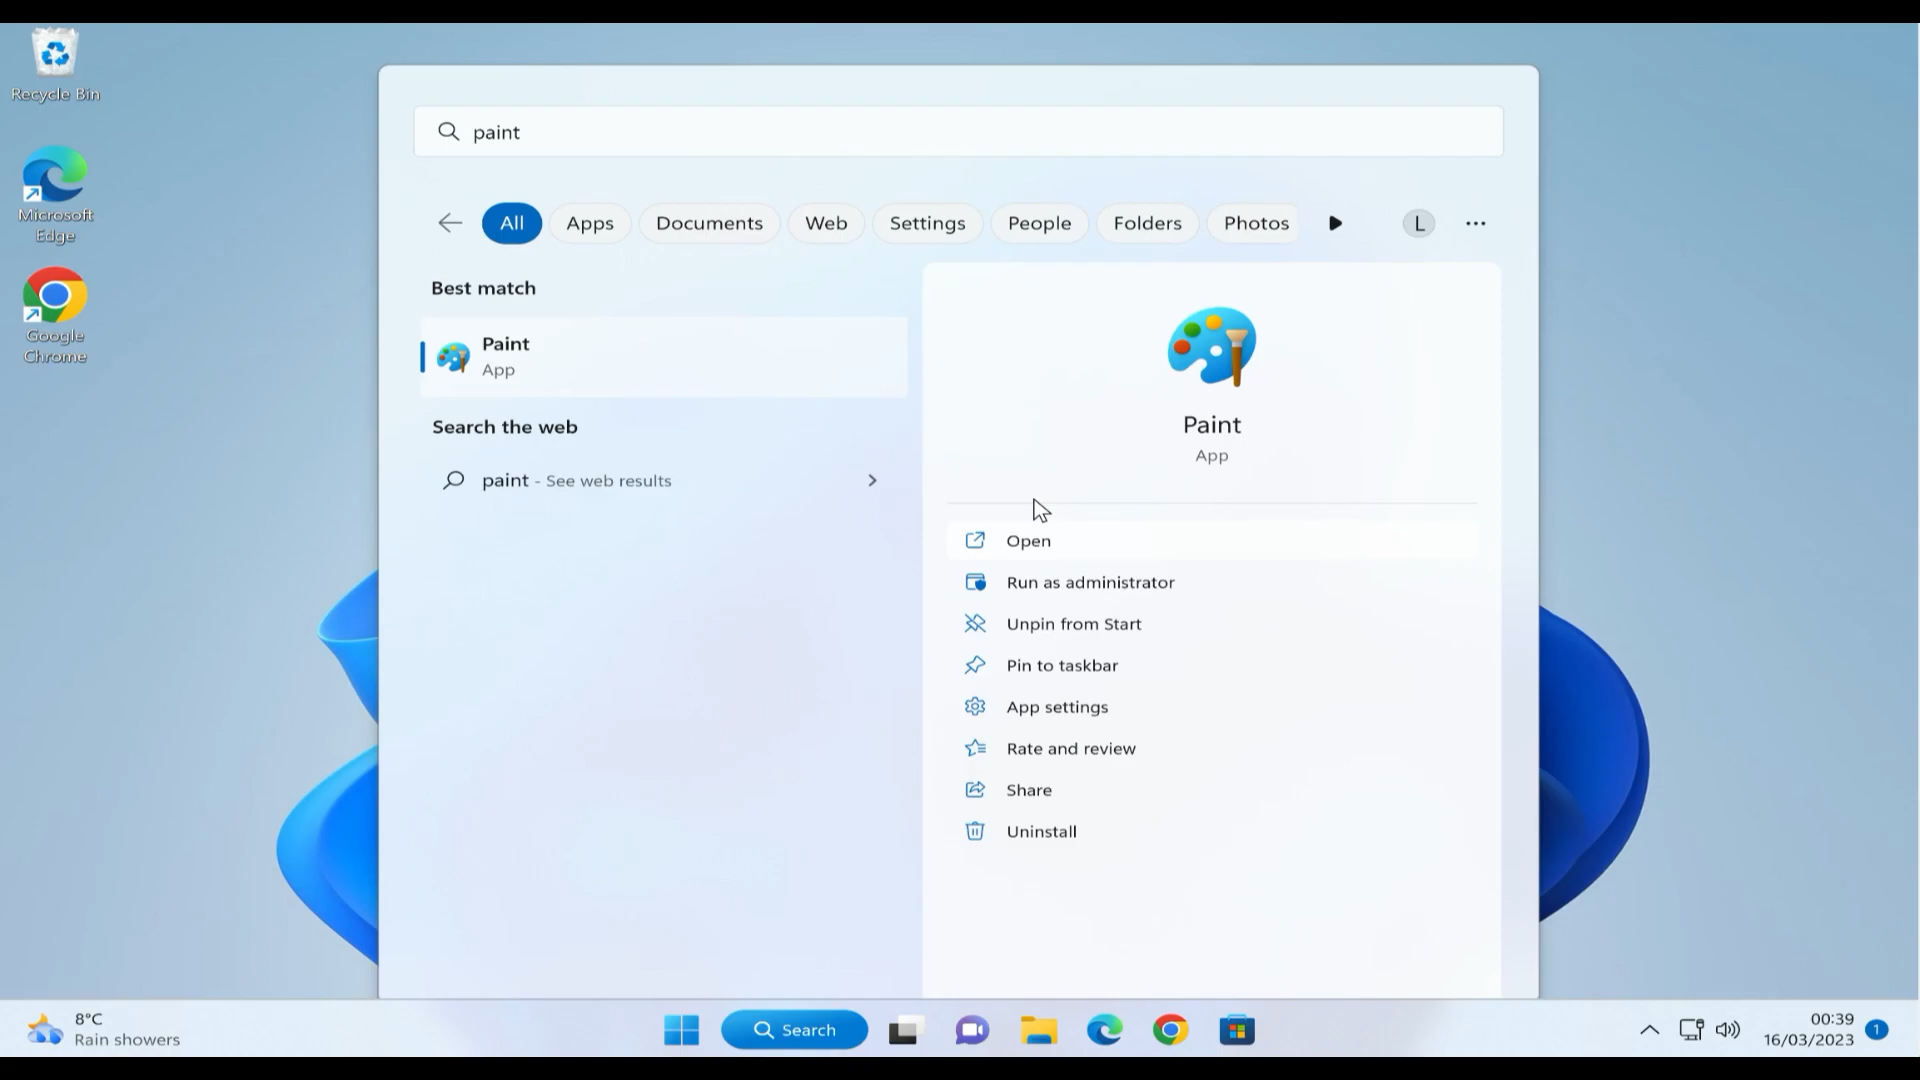 Recycle Bin
Microsoft
Edge
Google
Chrome
paint
All Apps Documents Web Settings People Folders Photos L
Best match
Paint
App
Search the web
paint - See web results
Paint
App
Open
Run as administrator
Unpin from Start
Pin to taskbar
App settings
Rate and review
Share
Uninstall
8°C
Rain showers
Search
00:39
16/03/2023
1